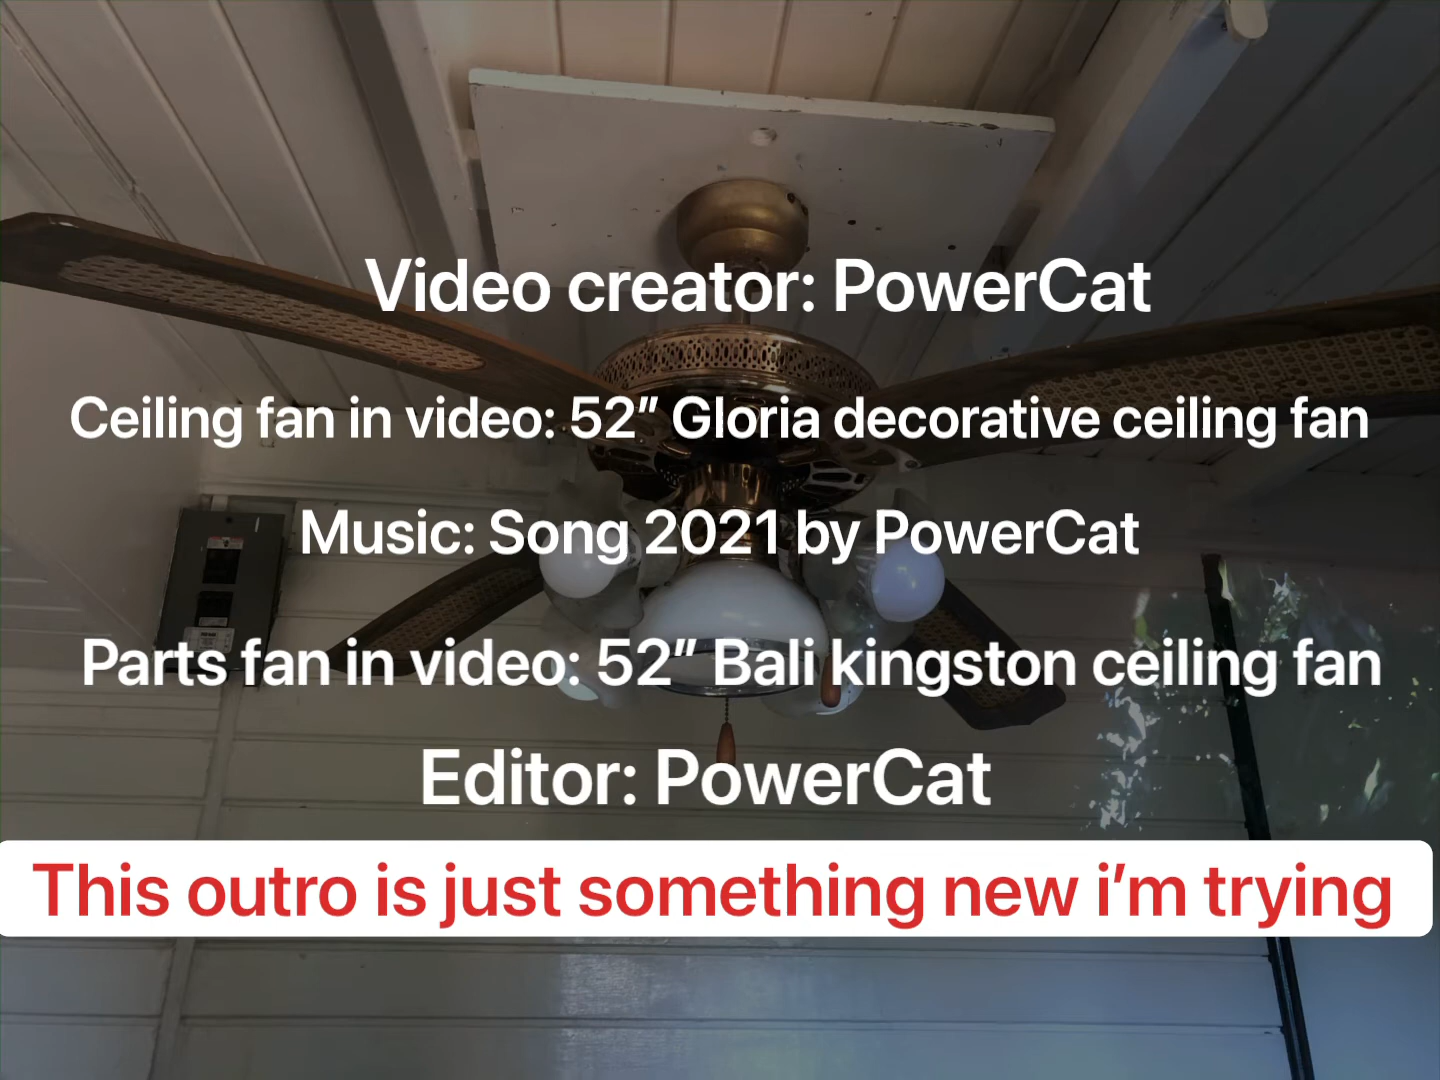 Video creator: PowerCat
Ceiling fan in video: 52” Gloria decorative ceiling fan
Music: Song 2021 by PowerCat
Parts fan in video: 52” Bali kingston ceiling fan
Editor: PowerCat
This outro is just something new i’m trying